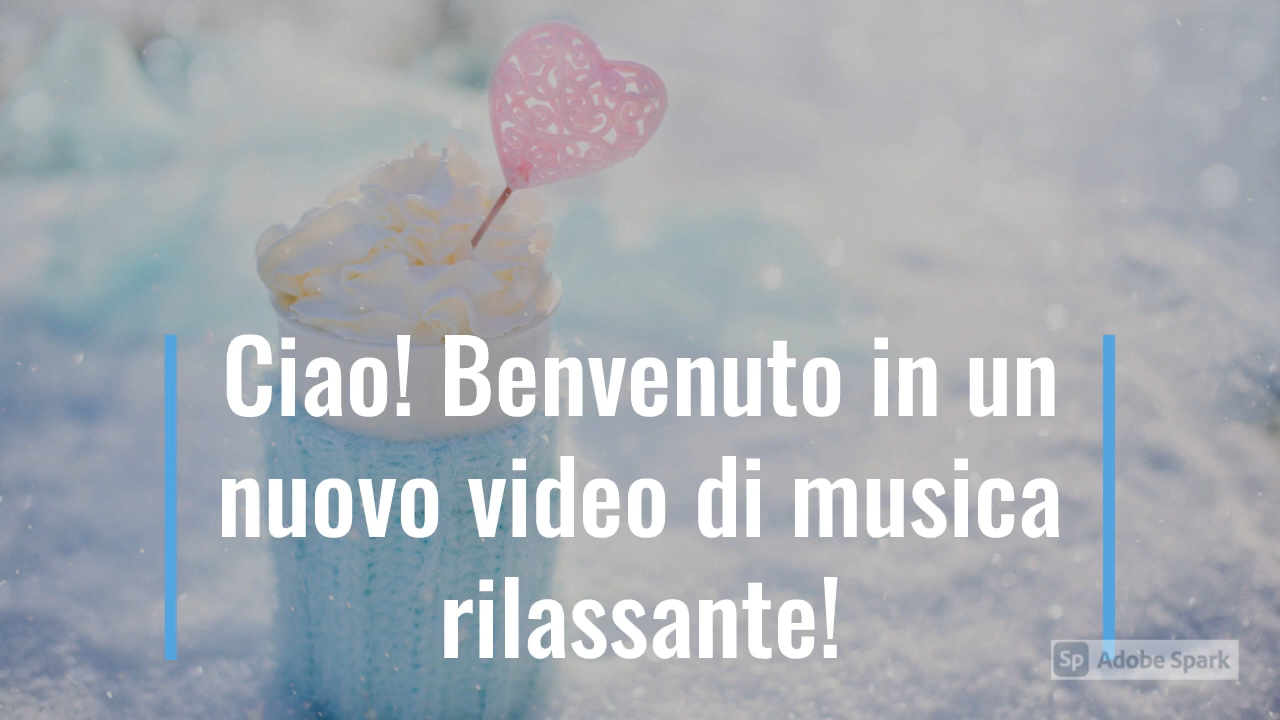 Ciao! Benvenuto in un
nuovo video di musica
rilassante!
Sp Adobe Spark